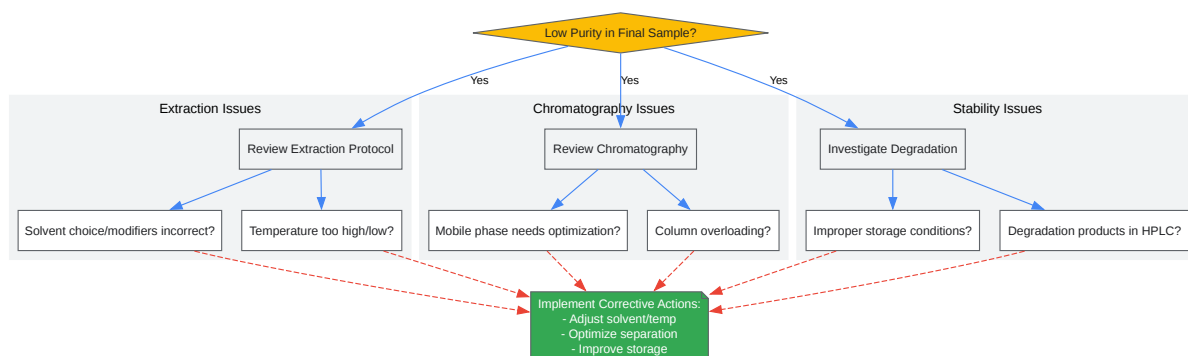 Low Purity in Final Sample?
Yes
Yes
Yes
Extraction Issues
Chromatography Issues
Stability Issues
Review Extraction Protocol
Review Chromatography
Investigate Degradation
Solvent choice/modifiers incorrect?
Temperature too high/low?
Mobile phase needs optimization?
Column overloading?
Improper storage conditions?
Degradation products in HPLC?
Implement Corrective Actions:
- Adjust solvent/temp
- Optimize separation
- Improve storage